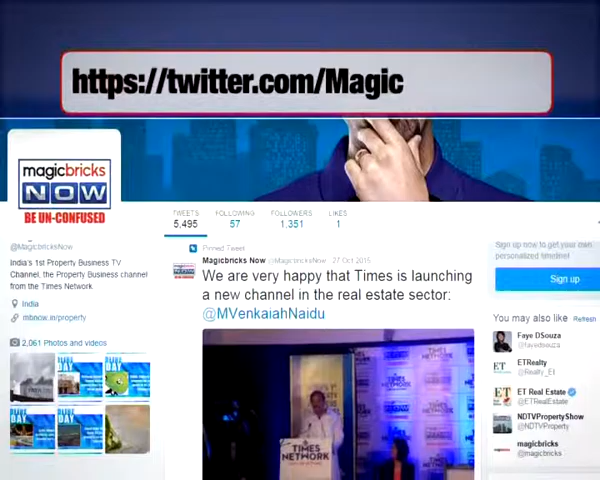 https://twitter.com/Magic
magicbricks
NOW
BE UN-CONFUSED
TWEETS FOLLOWING FOLLOWERS LIKES
5,495 57 1,351 1
@MagicbricksNow
India's 1st Property Business TV
Channel, the Property Business channel
from the Times Network
India
mbnow.in/property
2,061 Photos and videos
Pinned Tweet
Magicbricks Now @MagicbricksNow · 27 Oct 2015
We are very happy that Times is launching
a new channel in the real estate sector:
@MVenkaiahNaidu
TIMES
NETWORK
TIMES
NETWORK
Sign up now to get your own
personalized timeline!
Sign up
You may also like Refresh
Faye DSouza
@fayedsouza
ETRealty
@Realty_Et
ET Real Estate
@ETRealEstate
NDTVPropertyShow
@NDTVProperty
magicbricks
@magicbricks